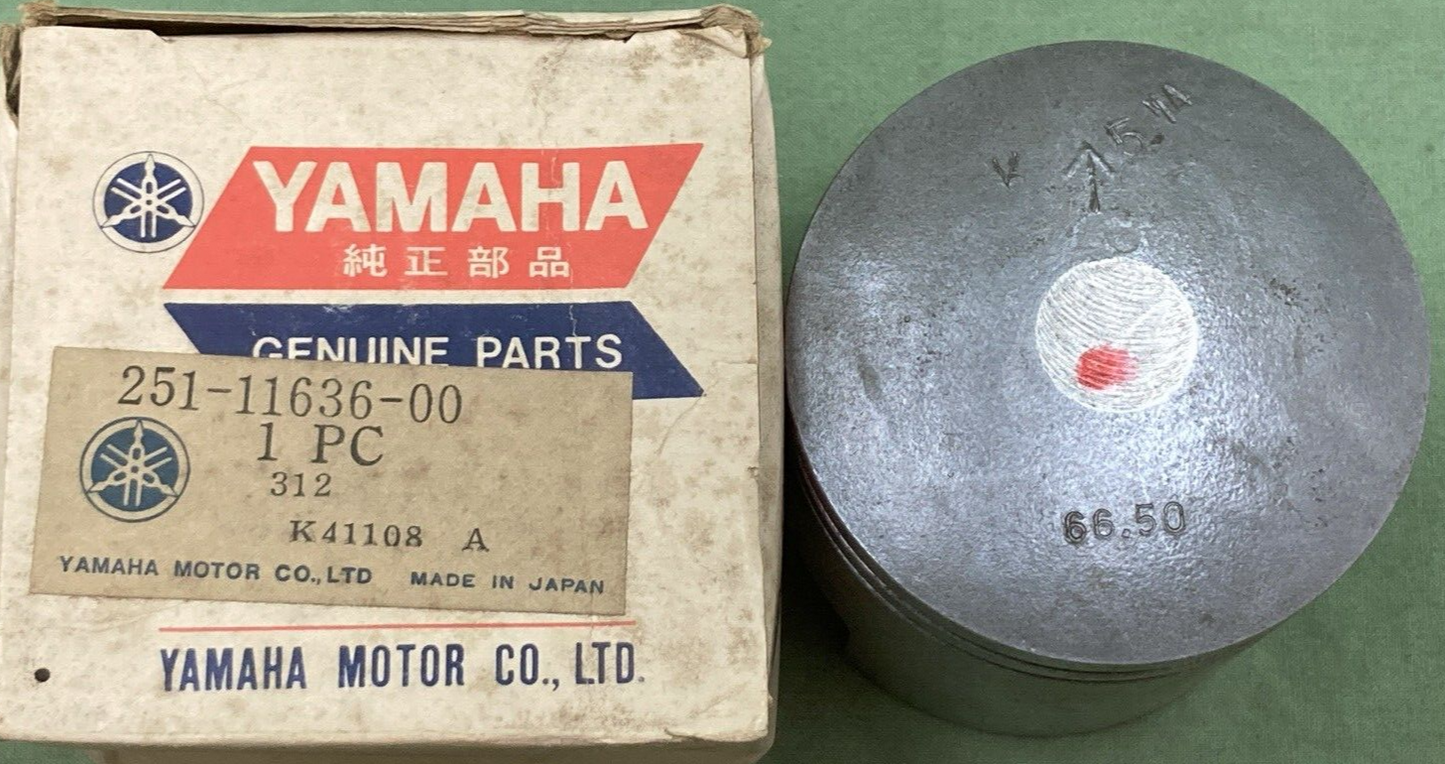 YAMAHA
純正部品
GENUINE PARTS
251-11636-00
1 PC
312
K41108 A
YAMAHA MOTOR CO.,LTD MADE IN JAPAN
YAMAHA MOTOR CO., LTD.
66.50